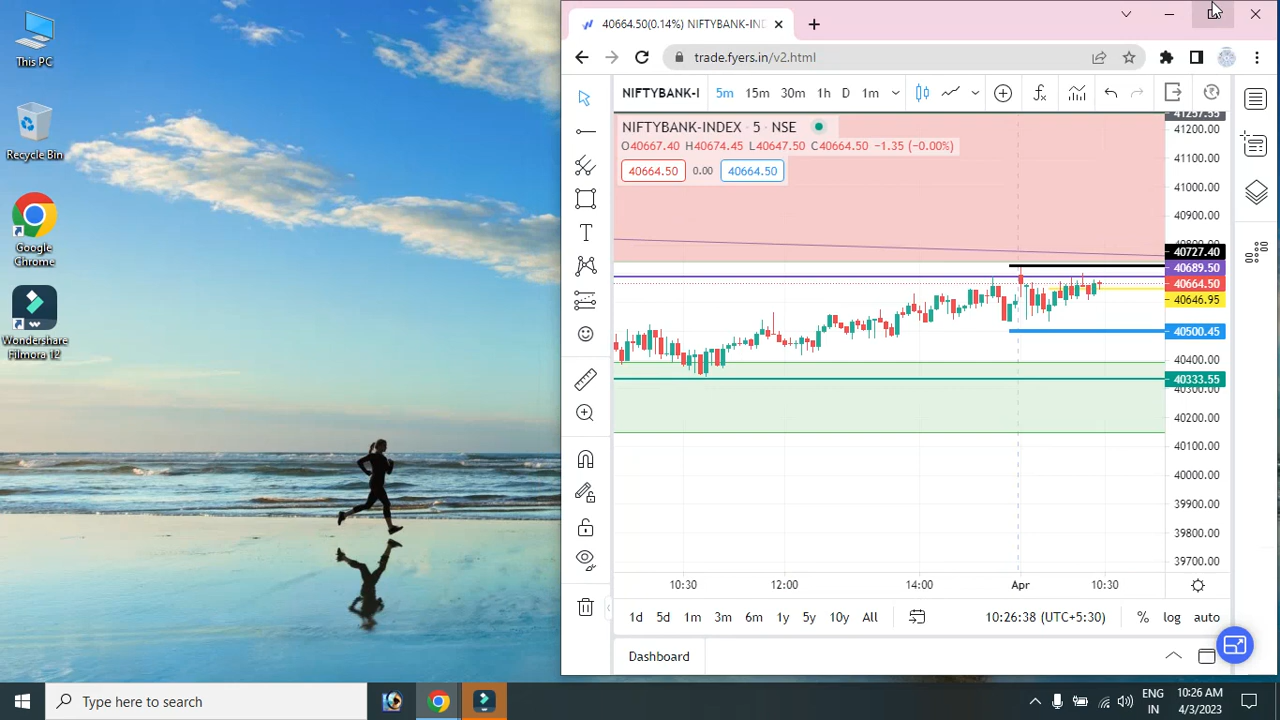 This PC
Recycle Bin
Google
Chrome
Wondershare
Filmora 12
40664.50(0.14%) NIFTYBANK-IND
trade.fyers.in/v2.html
NIFTYBANK-I 5m 15m 30m 1h D 1m
NIFTYBANK-INDEX · 5 · NSE
O40667.40 H40674.45 L40647.50 C40664.50 −1.35 (−0.00%)
40664.50 0.00 40664.50
41257.55
41200.00
41100.00
41000.00
40900.00
40800.00
40727.40
40689.50
40664.50
40646.95
40500.45
40400.00
40333.55
40300.00
40200.00
40100.00
40000.00
39900.00
39800.00
39700.00
10:30 12:00 14:00 Apr 10:30
1d 5d 1m 3m 6m 1y 5y 10y All 10:26:38 (UTC+5:30) % log auto
Dashboard
Type here to search
ENG
IN
10:26 AM
4/3/2023